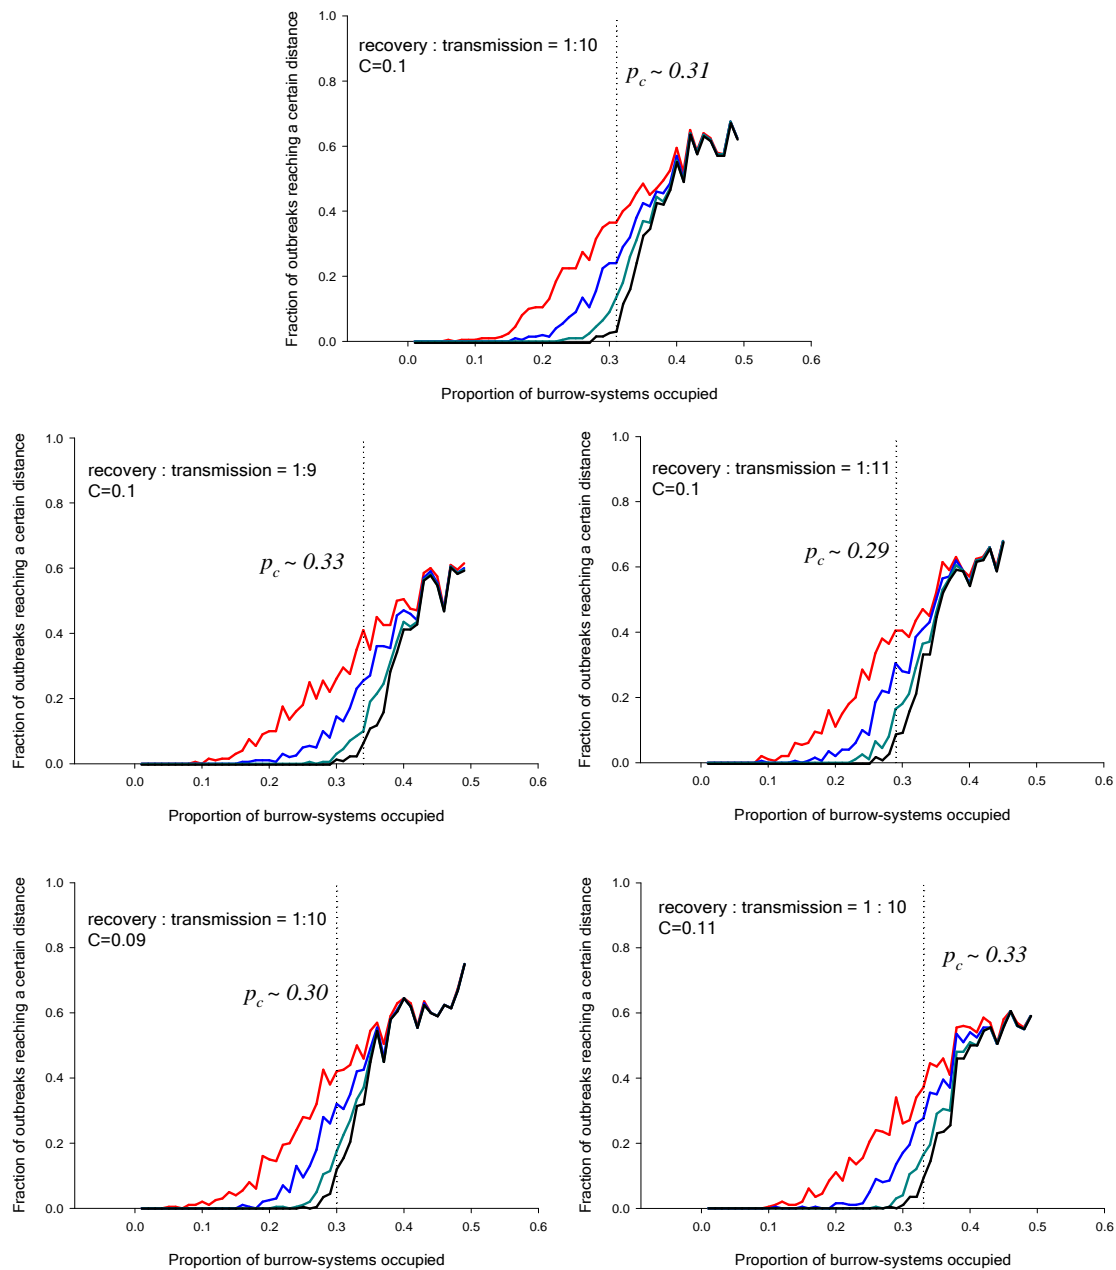 Fraction of outbreaks reaching a certain distance
1.0
0.8
0.6
0.4
0.2
0.0
recovery : transmission = 1:10
C=0.1
p_c ~ 0.31
0.0 0.1 0.2 0.3 0.4 0.5 0.6
Proportion of burrow-systems occupied
Fraction of outbreaks reaching a certain distance
1.0
0.8
0.6
0.4
0.2
0.0
recovery : transmission = 1:9
C=0.1
p_c ~ 0.33
0.0 0.1 0.2 0.3 0.4 0.5 0.6
Proportion of burrow-systems occupied
Fraction of outbreaks reaching a certain distance
1.0
0.8
0.6
0.4
0.2
0.0
recovery : transmission = 1:11
C=0.1
p_c ~ 0.29
0.0 0.1 0.2 0.3 0.4 0.5 0.6
Proportion of burrow-systems occupied
Fraction of outbreaks reaching a certain distance
1.0
0.8
0.6
0.4
0.2
0.0
recovery : transmission = 1:10
C=0.09
p_c ~ 0.30
0.0 0.1 0.2 0.3 0.4 0.5 0.6
Proportion of burrow-systems occupied
Fraction of outbreaks reaching a certain distance
1.0
0.8
0.6
0.4
0.2
0.0
recovery : transmission = 1 : 10
C=0.11
p_c ~ 0.33
0.0 0.1 0.2 0.3 0.4 0.5 0.6
Proportion of burrow-systems occupied